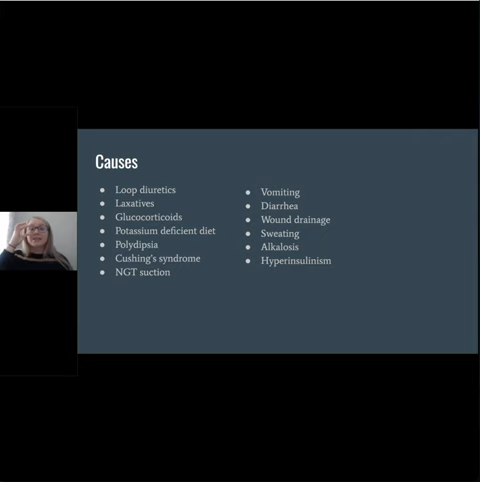 Causes
Loop diuretics
Laxatives
Glucocorticoids
Potassium deficient diet
Polydipsia
Cushing's syndrome
NGT suction
Vomiting
Diarrhea
Wound drainage
Sweating
Alkalosis
Hyperinsulinism